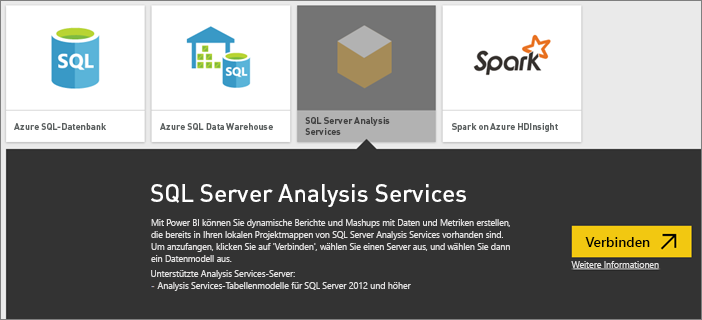 SQL
SQL
Spark
Azure SQL-Datenbank
Azure SQL Data Warehouse
SQL Server Analysis
Services
Spark on Azure HDInsight
SQL Server Analysis Services
Mit Power BI können Sie dynamische Berichte und Mashups mit Daten und Metriken erstellen,
die bereits in Ihren lokalen Projektmappen von SQL Server Analysis Services vorhanden sind.
Um anzufangen, klicken Sie auf 'Verbinden', wählen Sie einen Server aus, und wählen Sie dann
ein Datenmodell aus.
Unterstützte Analysis Services-Server:
- Analysis Services-Tabellenmodelle für SQL Server 2012 und höher
Verbinden
Weitere Informationen